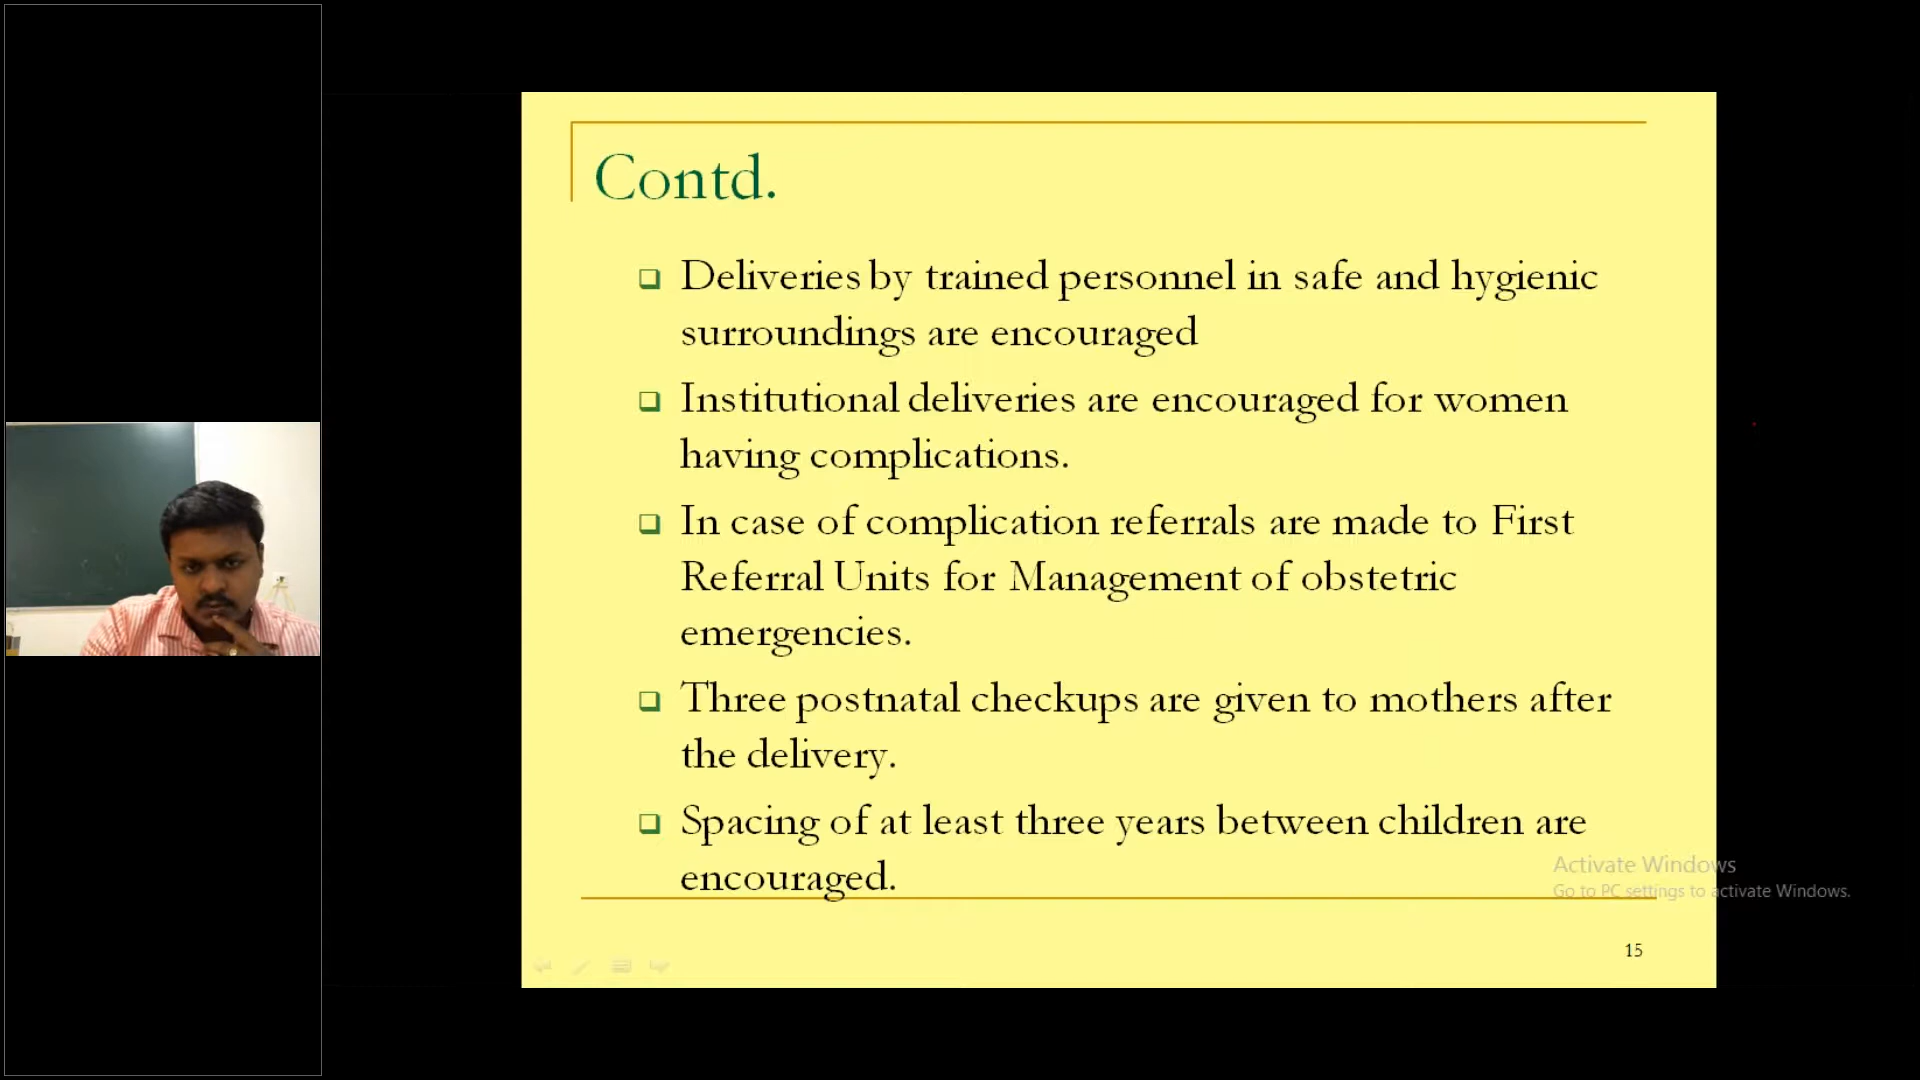 Contd.
Deliveries by trained personnel in safe and hygienic
surroundings are encouraged
Institutional deliveries are encouraged for women
having complications.
In case of complication referrals are made to First
Referral Units for Management of obstetric
emergencies.
Three postnatal checkups are given to mothers after
the delivery.
Spacing of at least three years between children are
encouraged.
Activate Windows
Go to PC settings to activate Windows.
15